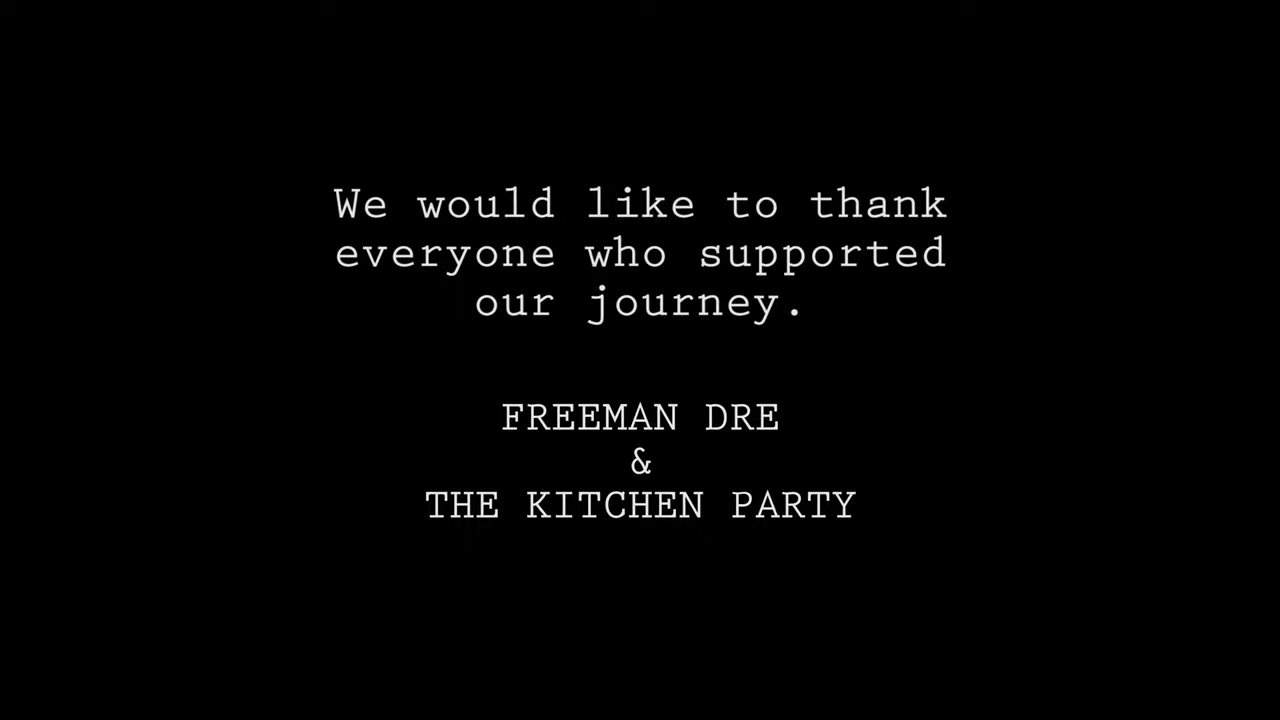 We would like to thank
everyone who supported
our journey.
FREEMAN DRE
&
THE KITCHEN PARTY